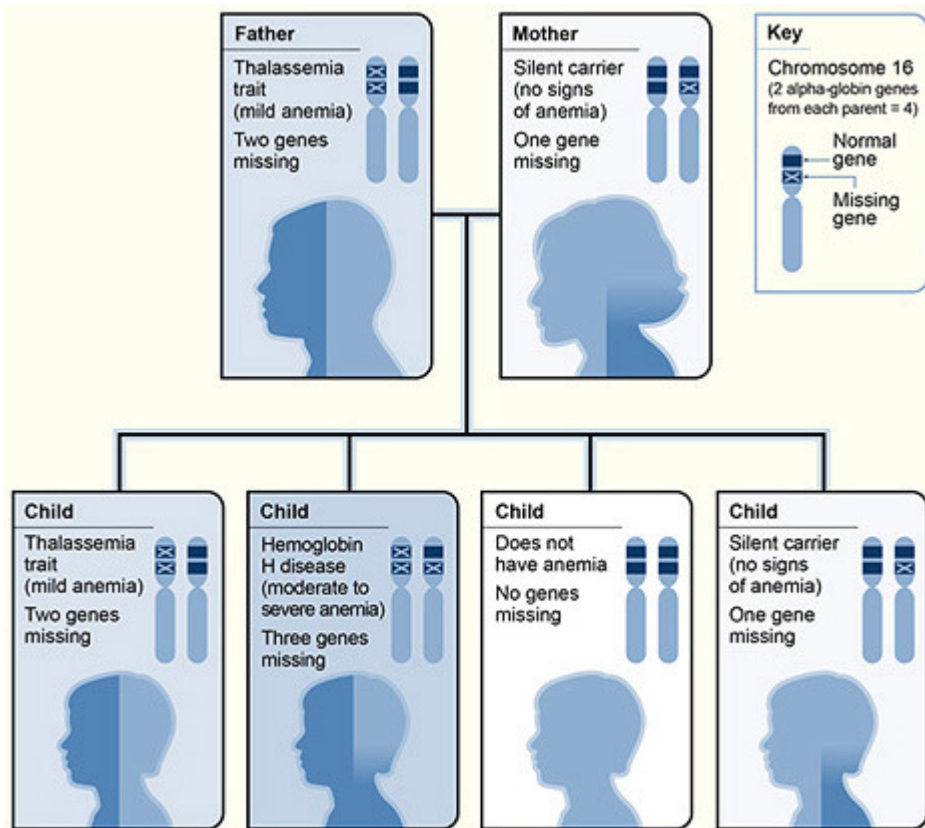 Father
Thalassemia
trait
(mild anemia)
Two genes
missing
Mother
Silent carrier
(no signs
of anemia)
One gene
missing
Key
Chromosome 16
(2 alpha-globin genes
from each parent = 4)
Normal
gene
Missing
gene
Child
Thalassemia
trait
(mild anemia)
Two genes
missing
Child
Hemoglobin
H disease
(moderate to
severe anemia)
Three genes
missing
Child
Does not
have anemia
No genes
missing
Child
Silent carrier
(no signs
of anemia)
One gene
missing